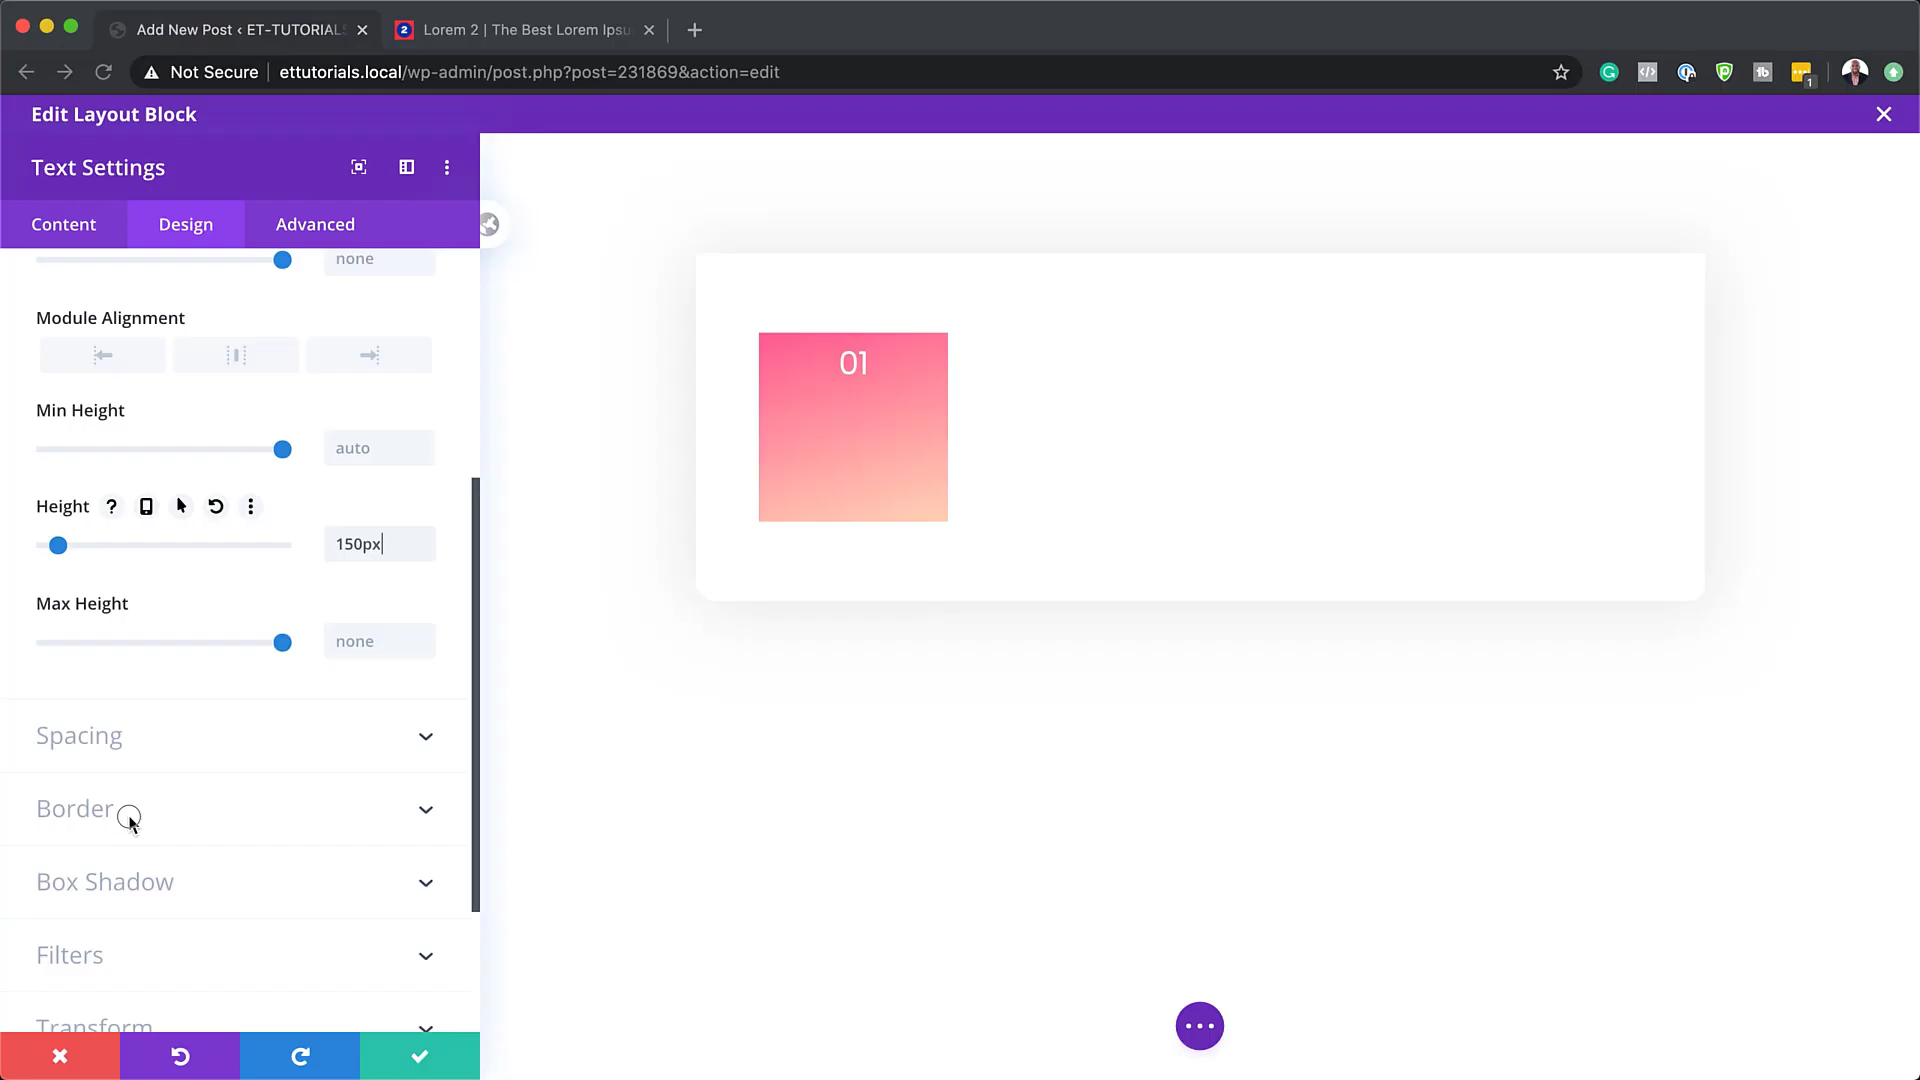 Add New Post ‹ ET-TUTORIALS
Lorem 2 | The Best Lorem Ipsu
Not Secure
ettutorials.local/wp-admin/post.php?post=231869&action=edit
1
Edit Layout Block
Text Settings
Content
Design
Advanced
none
Module Alignment
Min Height
auto
Height
150px
Max Height
none
Spacing
Border
Box Shadow
Filters
Transform
01